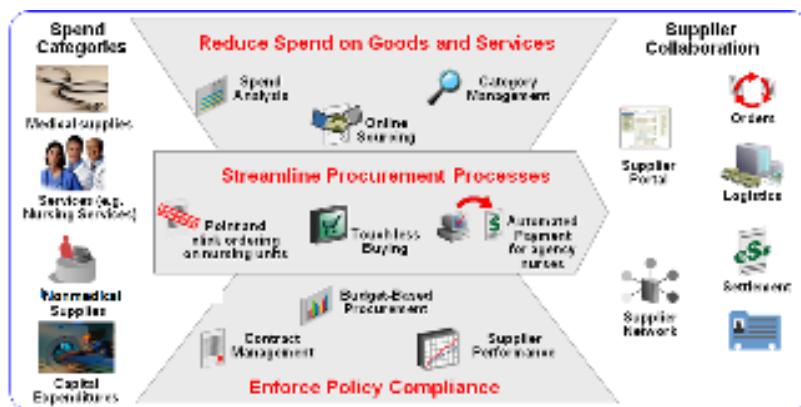 Spend
Categories
Medical supplies
Services (e.g.
Nursing Services)
Nonmedical
Supplies
Capital
Expenditures
Reduce Spend on Goods and Services
Spend
Analysis
Online
Sourcing
Category
Management
Streamline Procurement Processes
Point and
click ordering
on nursing units
Touchless
Buying
Automated
Payment
for agency
nurses
Budget-Based
Procurement
Contract
Management
Supplier
Performance
Enforce Policy Compliance
Supplier
Collaboration
Supplier
Portal
Supplier
Network
Orders
Logistics
Settlement